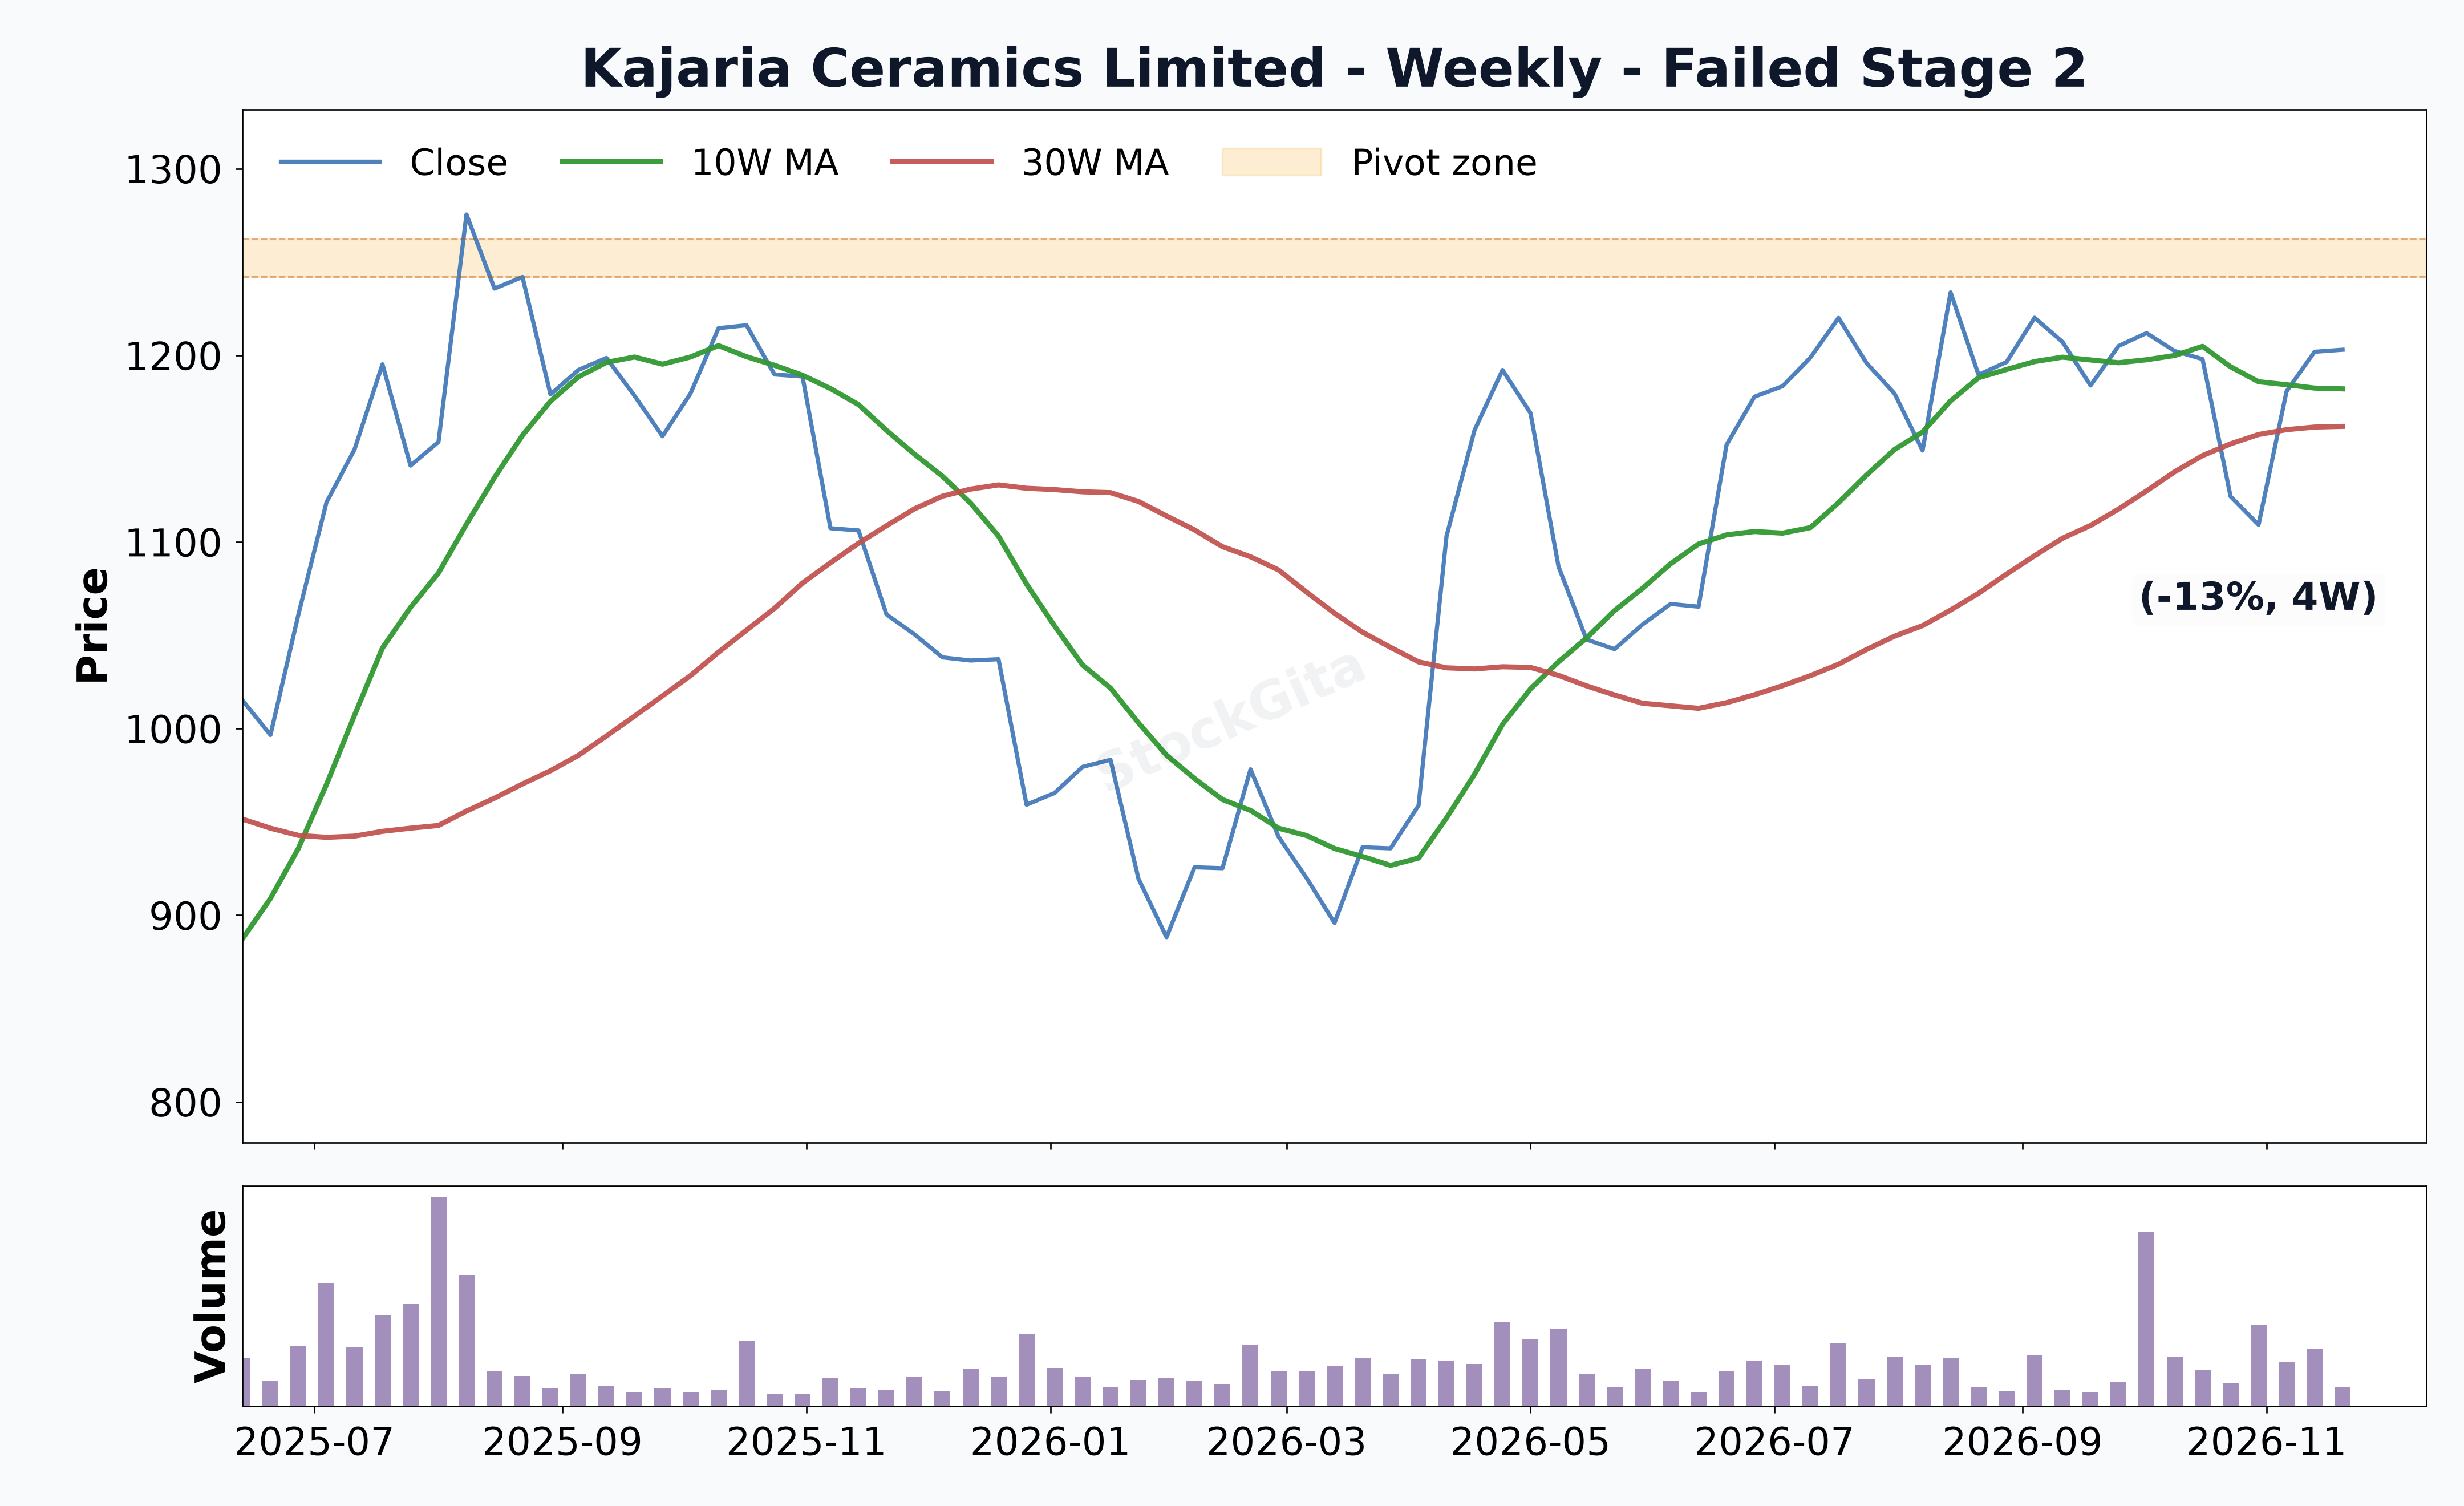 Kajaria Ceramics Limited - Weekly - Failed Stage 2
Close 10W MA 30W MA Pivot zone
1300
1200
1100
1000
900
800
Price
(-13%, 4W)
StockGita
Volume
2025-07 2025-09 2025-11 2026-01 2026-03 2026-05 2026-07 2026-09 2026-11